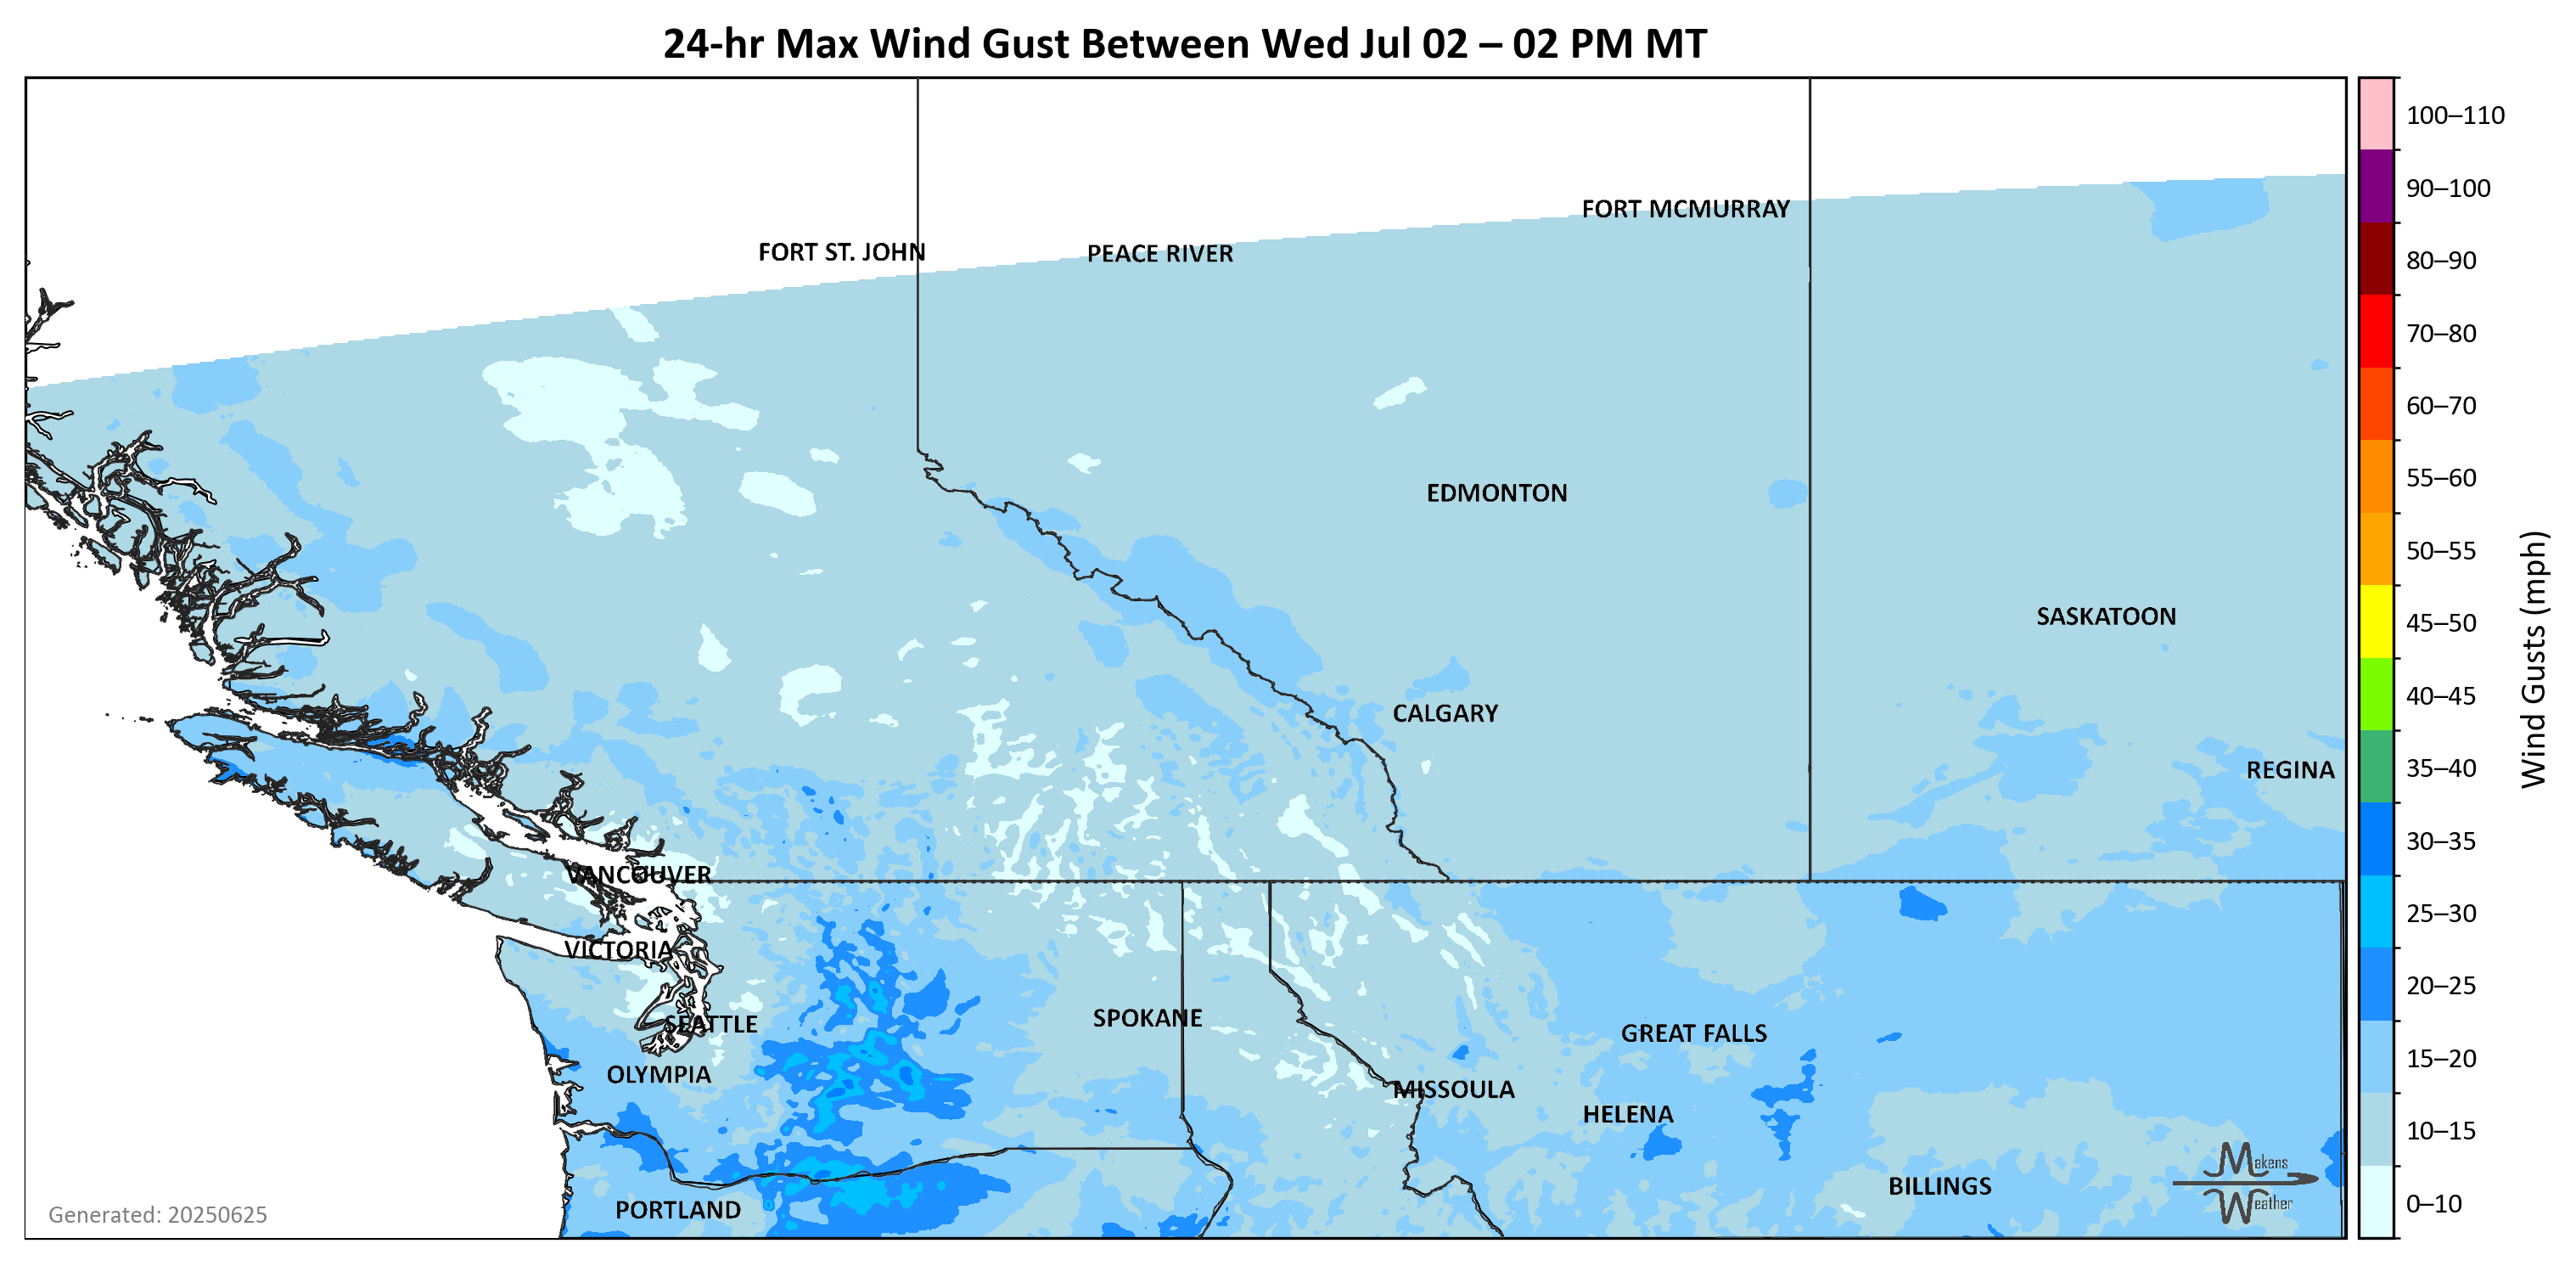 24-hr Max Wind Gust Between Wed Jul 02 – 02 PM MT
FORT MCMURRAY
FORT ST. JOHN
PEACE RIVER
EDMONTON
SASKATOON
CALGARY
REGINA
VANCOUVER
VICTORIA
SPOKANE
SEATTLE
GREAT FALLS
OLYMPIA
MISSOULA
HELENA
BILLINGS
PORTLAND
Makens
Weather
Generated: 20250625
100–110
90–100
80–90
70–80
60–70
55–60
50–55
45–50
40–45
35–40
30–35
25–30
20–25
15–20
10–15
0–10
Wind Gusts (mph)